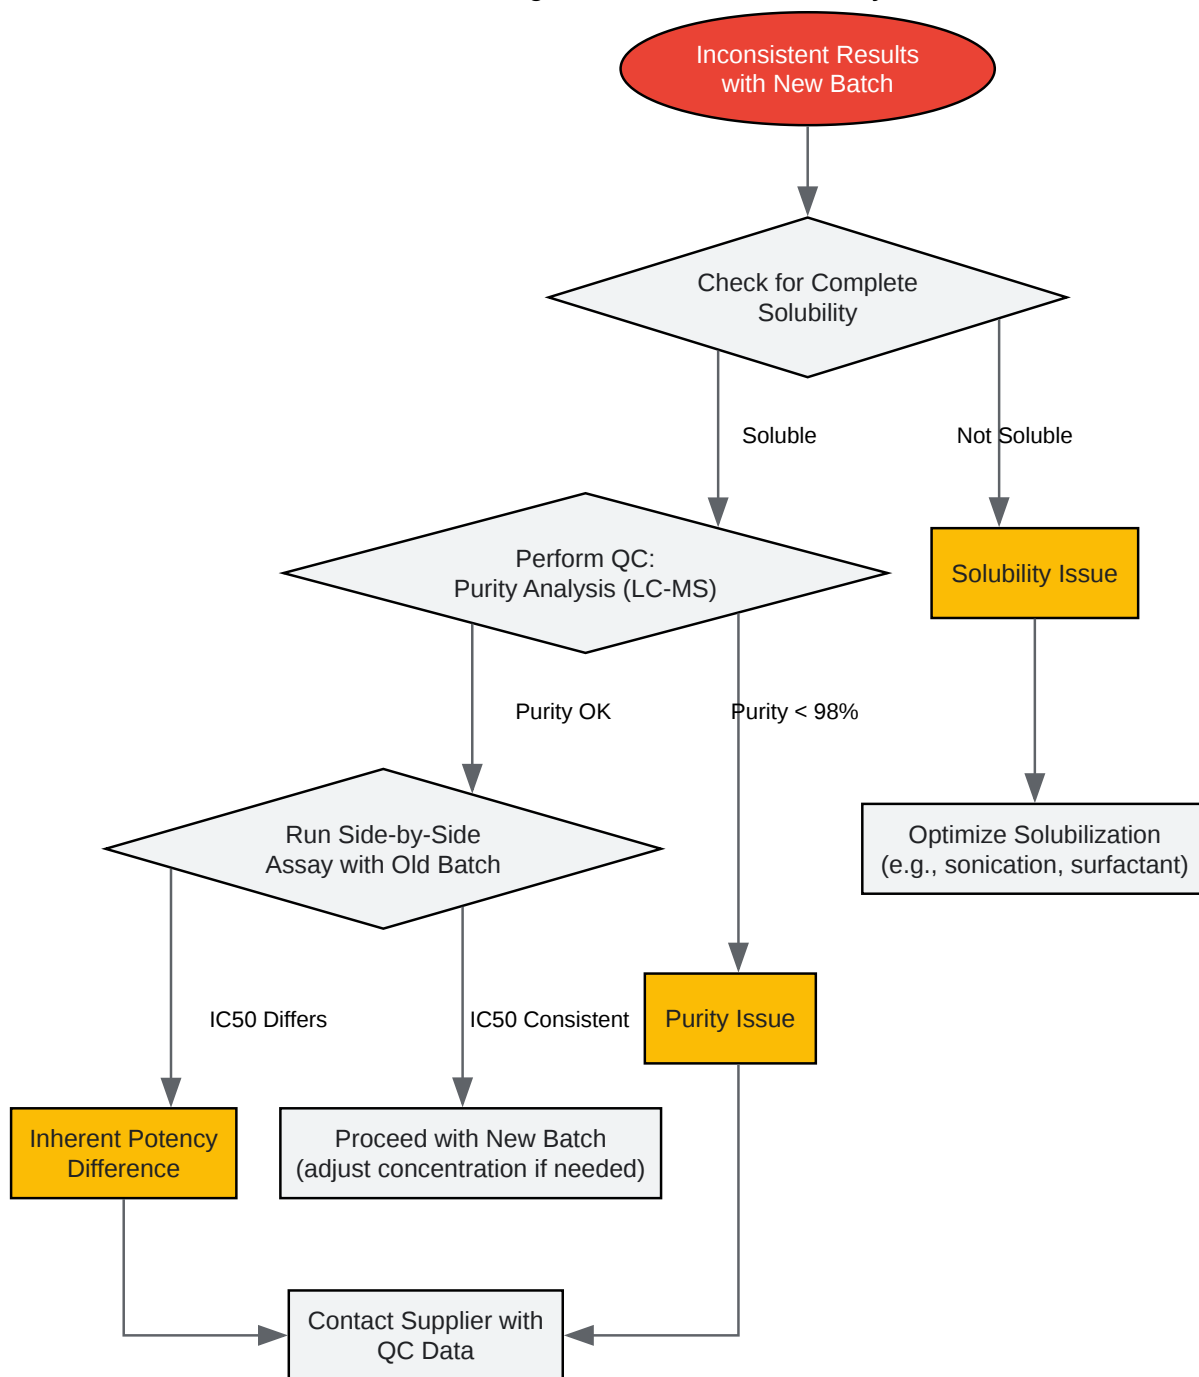 Inconsistent Results
with New Batch
Check for Complete
Solubility
Soluble
Not Soluble
Perform QC:
Purity Analysis (LC-MS)
Solubility Issue
Purity OK
Purity < 98%
Run Side-by-Side
Assay with Old Batch
Optimize Solubilization
(e.g., sonication, surfactant)
IC50 Differs
IC50 Consistent
Purity Issue
Inherent Potency
Difference
Proceed with New Batch
(adjust concentration if needed)
Contact Supplier with
QC Data